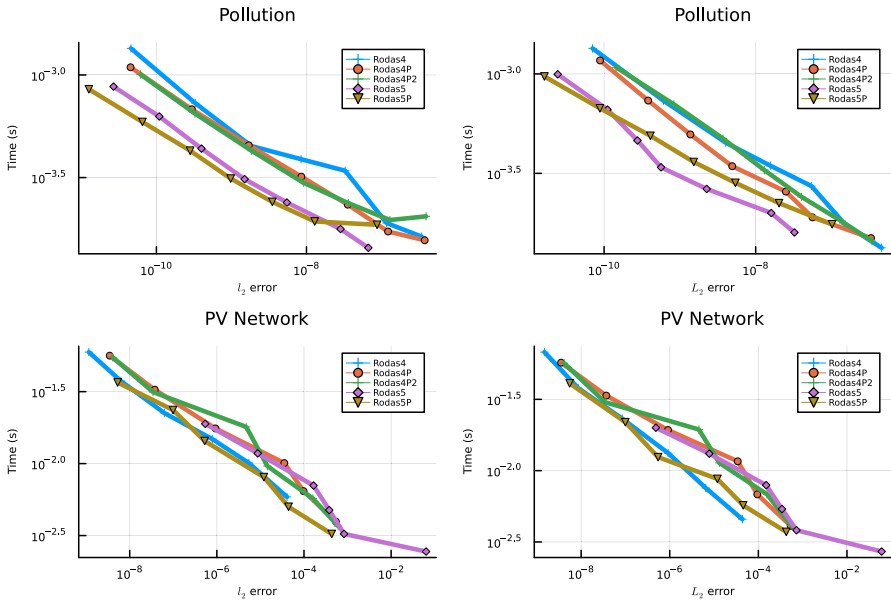 Pollution
Time (s)
10^-3.0
10^-3.5
10^-10
10^-8
l₂ error
Rodas4
Rodas4P
Rodas4P2
Rodas5
Rodas5P
Pollution
Time (s)
10^-3.0
10^-3.5
10^-10
10^-8
L₂ error
Rodas4
Rodas4P
Rodas4P2
Rodas5
Rodas5P
PV Network
Time (s)
10^-1.5
10^-2.0
10^-2.5
10^-8
10^-6
10^-4
10^-2
l₂ error
Rodas4
Rodas4P
Rodas4P2
Rodas5
Rodas5P
PV Network
Time (s)
10^-1.5
10^-2.0
10^-2.5
10^-8
10^-6
10^-4
10^-2
L₂ error
Rodas4
Rodas4P
Rodas4P2
Rodas5
Rodas5P